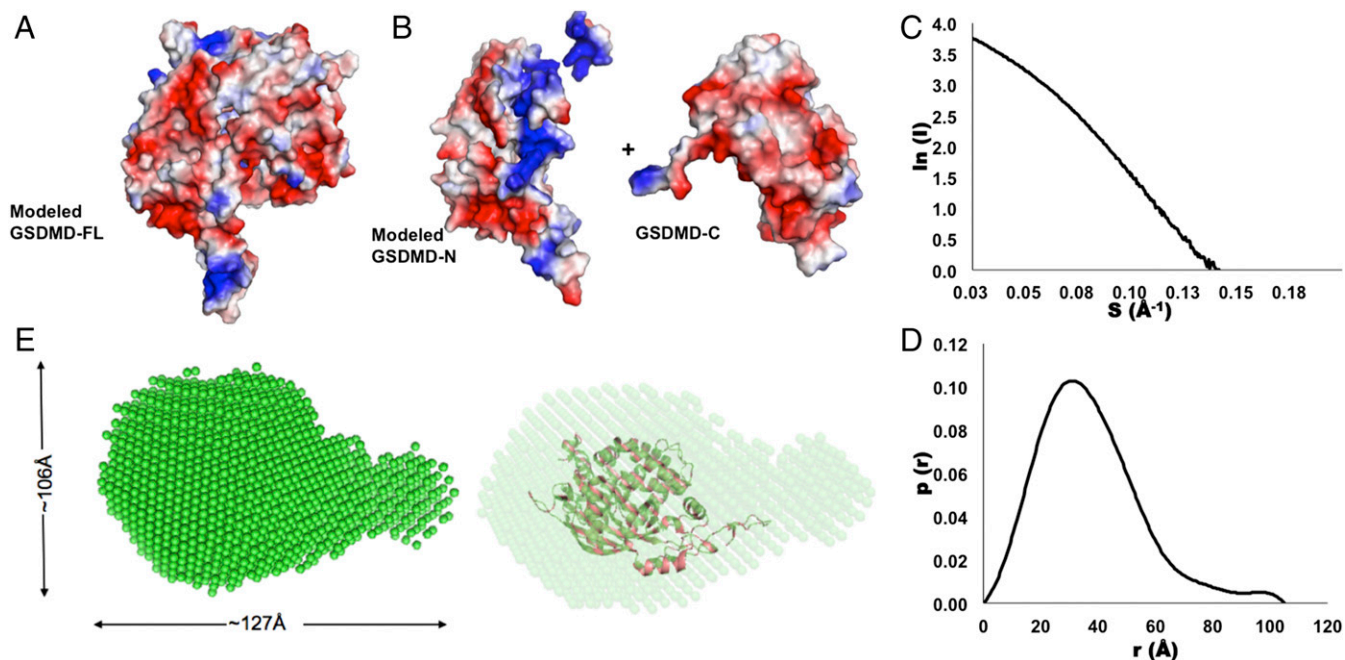 A
Modeled
GSDMD-FL
B
Modeled
GSDMD-N
+
GSDMD-C
C
ln (I)
4.0
3.5
3.0
2.5
2.0
1.5
1.0
0.5
0.0
0.03 0.05 0.08 0.10 0.13 0.15 0.18
S (Å-1)
E
~106Å
~127Å
D
p (r)
0.12
0.10
0.08
0.06
0.04
0.02
0.00
0 20 40 60 80 100 120
r (Å)